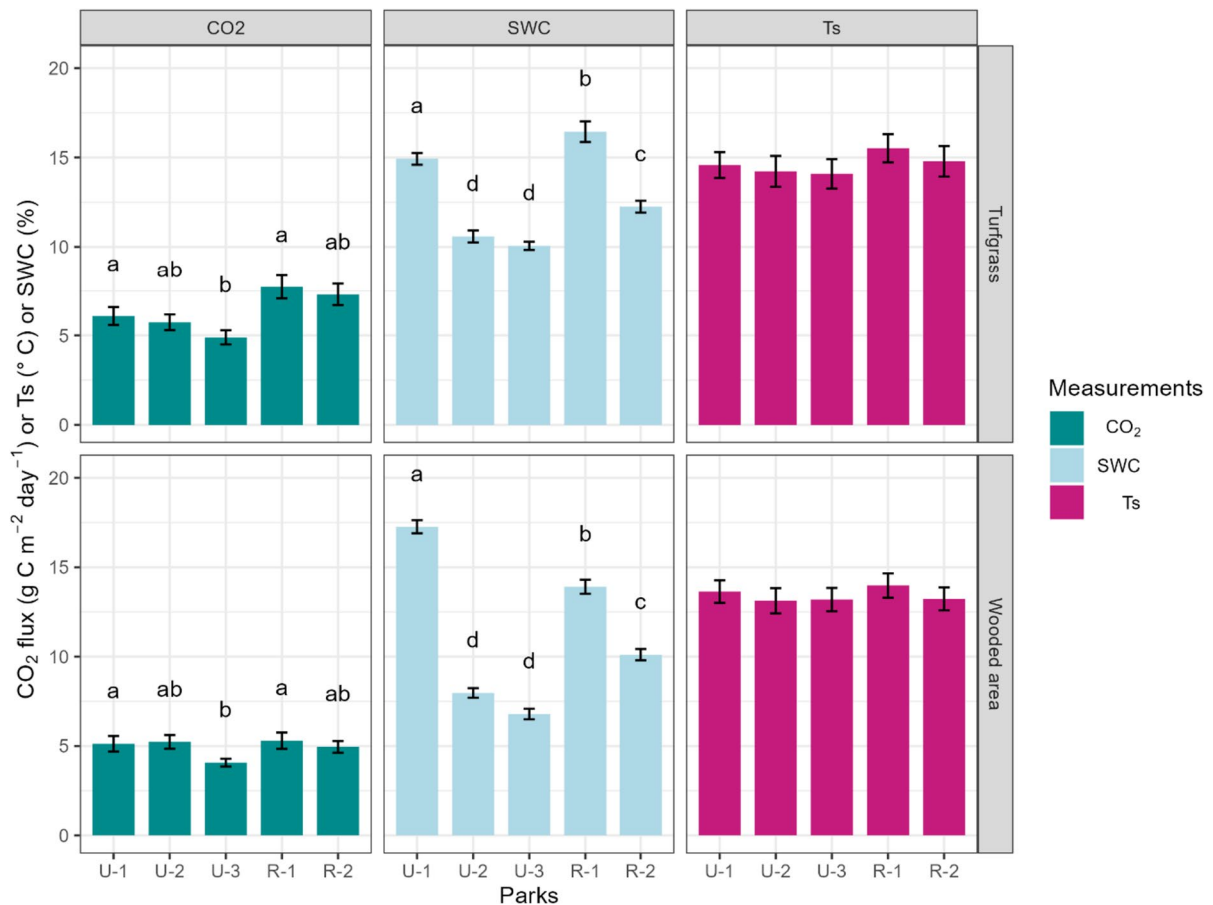 CO2 SWC Ts
CO₂ flux (g C m⁻² day⁻¹) or Ts (° C) or SWC (%)
20
15
10
5
0
a ab b a ab
a d d b c
Turfgrass
20
15
10
5
0
a ab b a ab
a d d b c
Wooded area
U-1 U-2 U-3 R-1 R-2 U-1 U-2 U-3 R-1 R-2 U-1 U-2 U-3 R-1 R-2
Parks
Measurements
CO₂
SWC
Ts